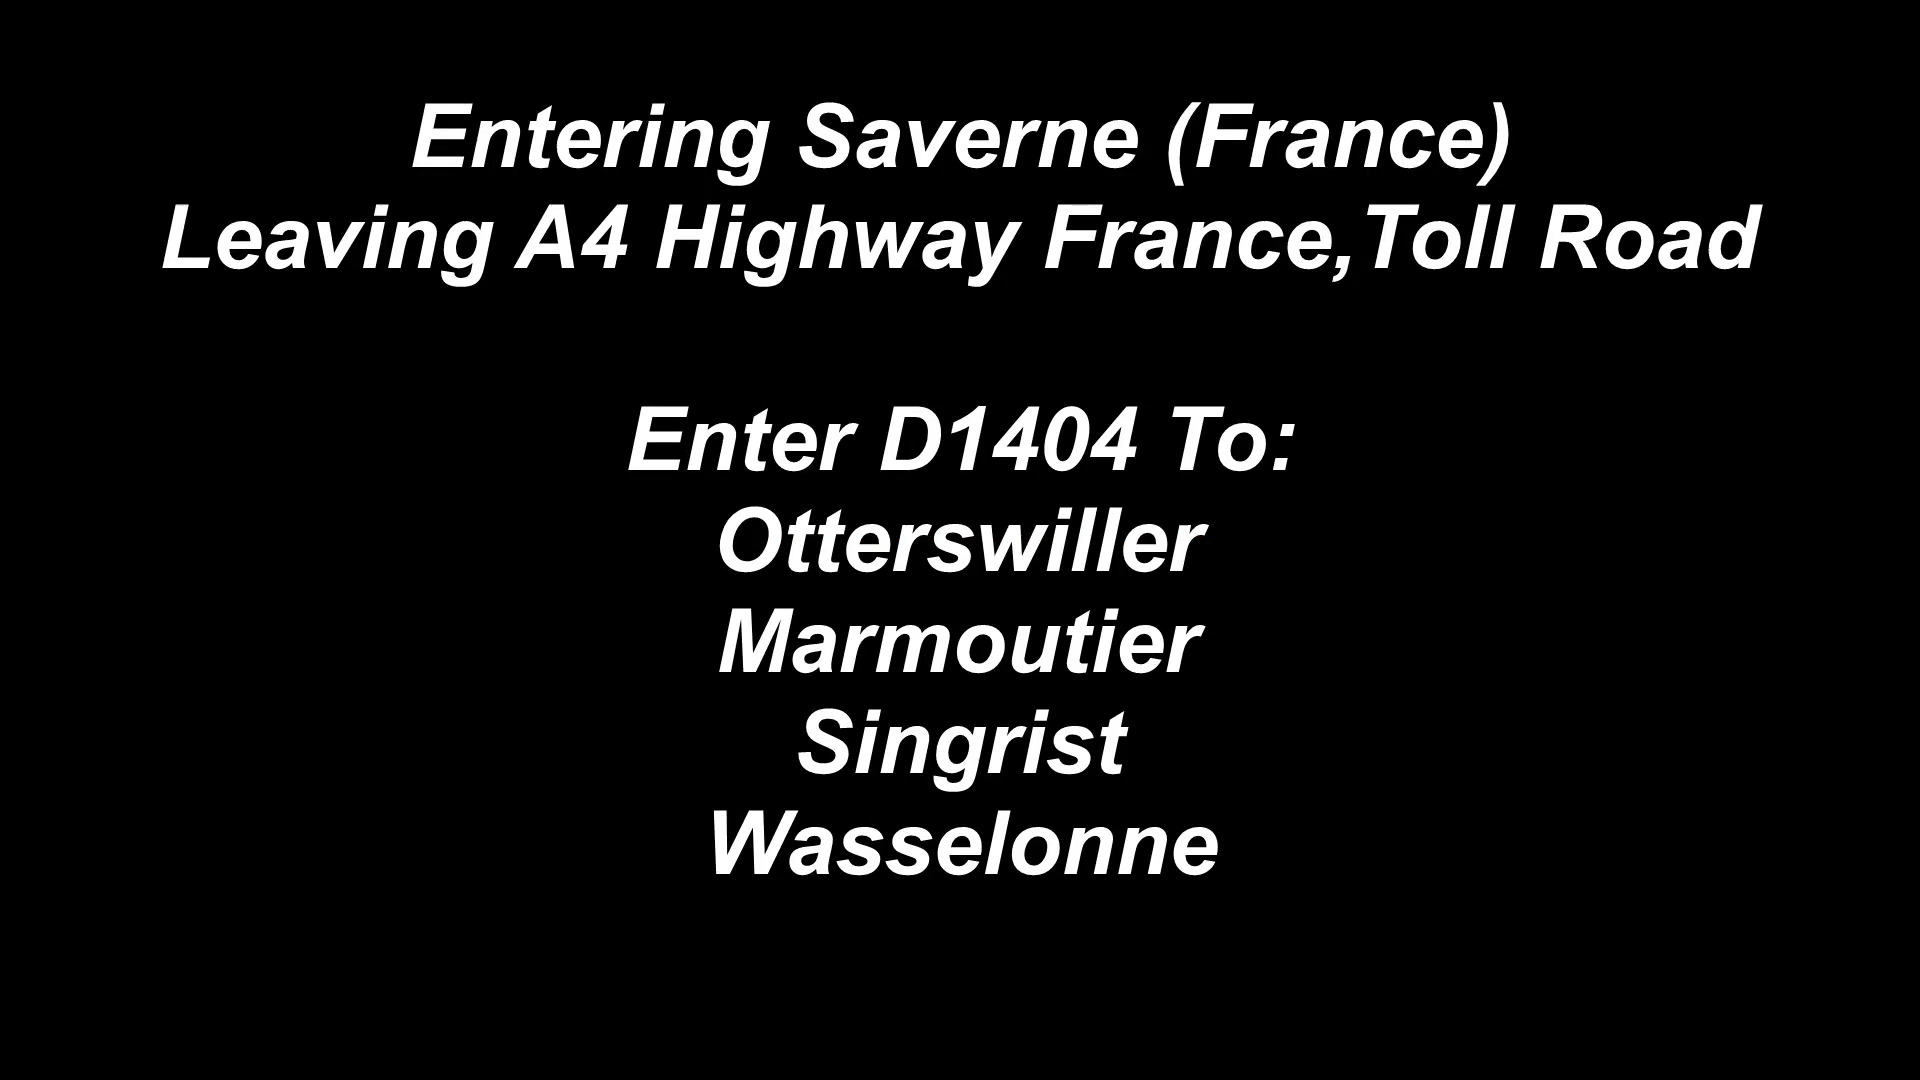 Entering Saverne (France)
Leaving A4 Highway France,Toll Road
Enter D1404 To:
Otterswiller
Marmoutier
Singrist
Wasselonne